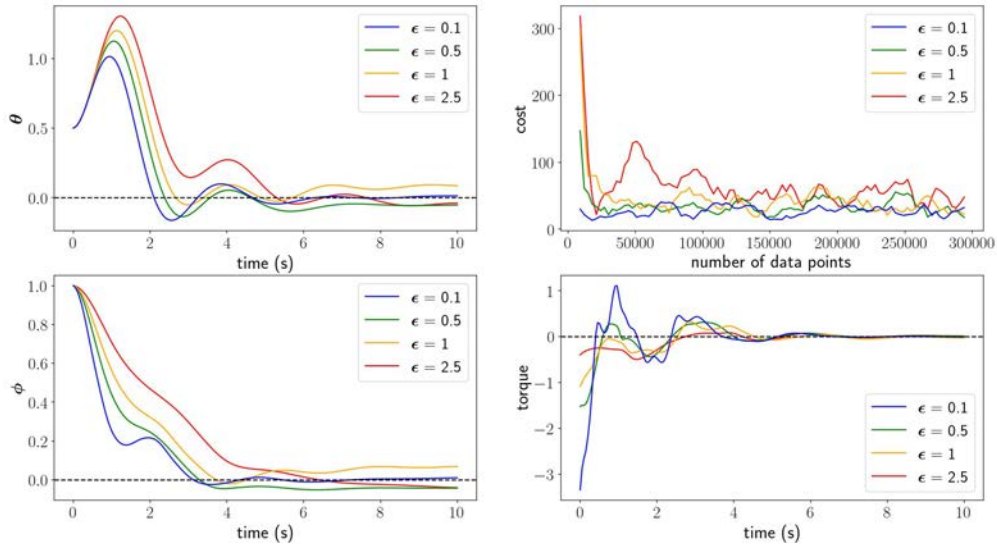 1.0
0.5
0.0
θ
0 2 4 6 8 10
time (s)
ϵ = 0.1
ϵ = 0.5
ϵ = 1
ϵ = 2.5
300
200
100
0
cost
0 50000 100000 150000 200000 250000 300000
number of data points
ϵ = 0.1
ϵ = 0.5
ϵ = 1
ϵ = 2.5
1.0
0.8
0.6
0.4
0.2
0.0
ϕ
0 2 4 6 8 10
time (s)
ϵ = 0.1
ϵ = 0.5
ϵ = 1
ϵ = 2.5
1
0
−1
−2
−3
torque
0 2 4 6 8 10
time (s)
ϵ = 0.1
ϵ = 0.5
ϵ = 1
ϵ = 2.5